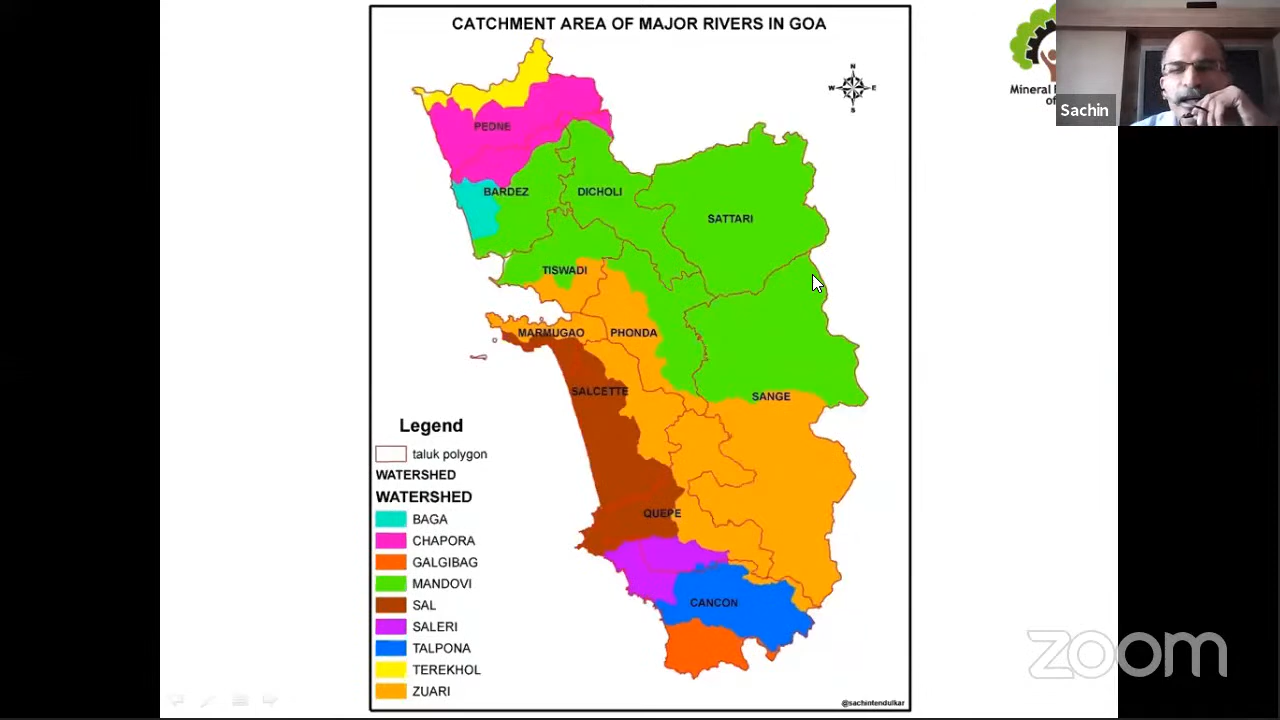 CATCHMENT AREA OF MAJOR RIVERS IN GOA
N
W E
S
Mineral
of
Sachin
PEDNE
BARDEZ
DICHOLI
SATTARI
TISWADI
MARMUGAO
PHONDA
SALCETTE
SANGE
QUEPE
CANCON
Legend
taluk polygon
WATERSHED
WATERSHED
BAGA
CHAPORA
GALGIBAG
MANDOVI
SAL
SALERI
TALPONA
TEREKHOL
ZUARI
@sachintendulkar
zoom